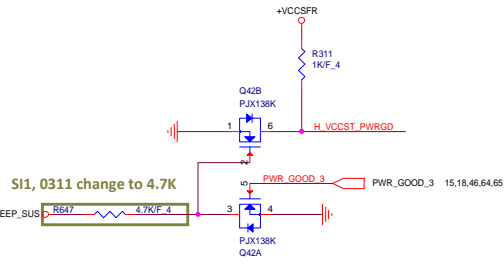 +VCCSFR
R311
1K/F_4
Q42B
PJX138K
1
6
H_VCCST_PWRGD
2
SI1, 0311 change to 4.7K
5
PWR_GOOD_3
PWR_GOOD_3 15,18,46,64,65
EEP_SUS
R647
4.7K/F_4
3
4
PJX138K
Q42A